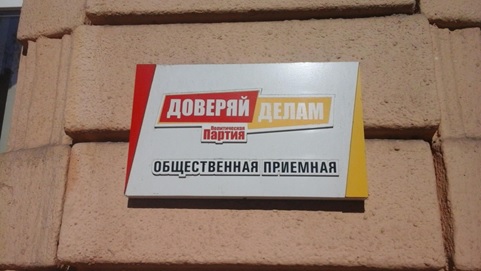 ДОВЕРЯЙ ДЕЛАМ
Политическая
ПАРТИЯ
ОБЩЕСТВЕННАЯ ПРИЕМНАЯ